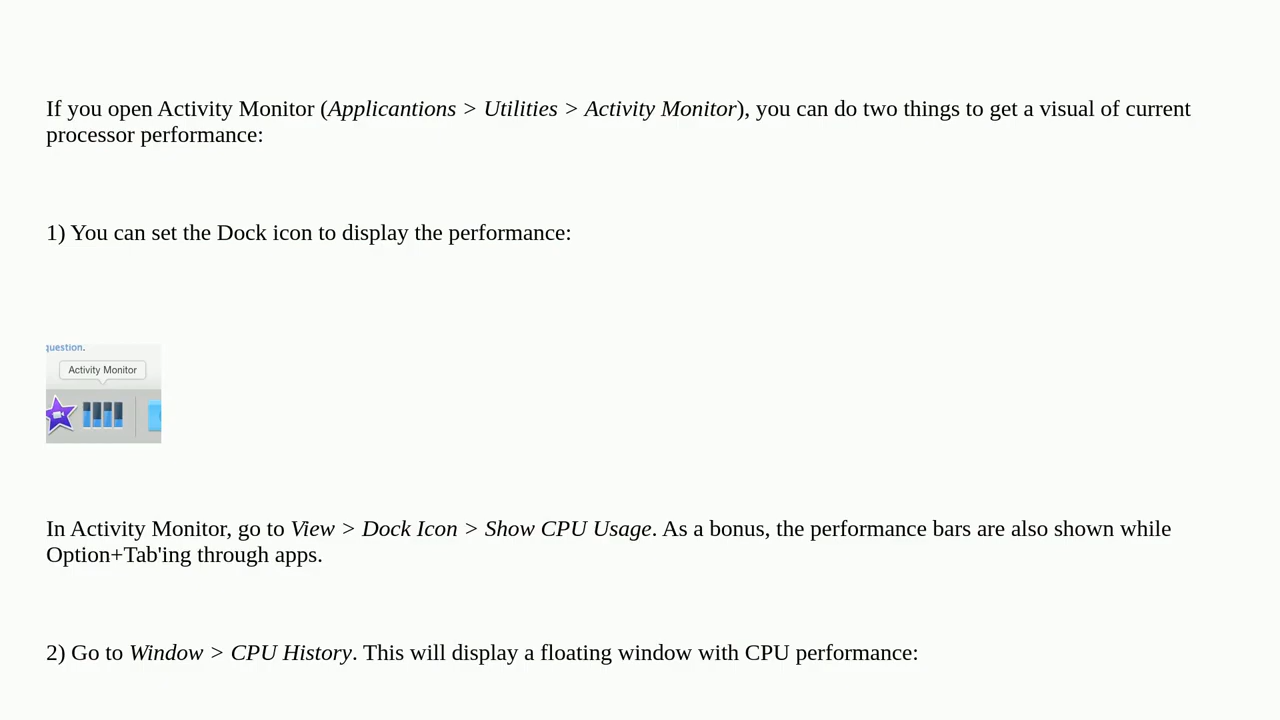 If you open Activity Monitor (Applicantions > Utilities > Activity Monitor), you can do two things to get a visual of current
processor performance:
1) You can set the Dock icon to display the performance:
question.
Activity Monitor
In Activity Monitor, go to View > Dock Icon > Show CPU Usage. As a bonus, the performance bars are also shown while
Option+Tab'ing through apps.
2) Go to Window > CPU History. This will display a floating window with CPU performance: